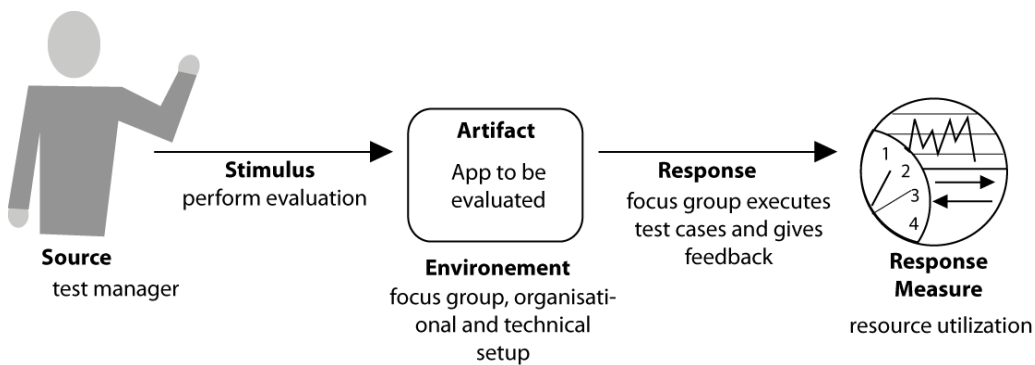 Source
test manager
Stimulus
perform evaluation
Artifact
App to be
evaluated
Environement
focus group, organisati-
onal and technical
setup
Response
focus group executes
test cases and gives
feedback
1
2
3
4
Response
Measure
resource utilization